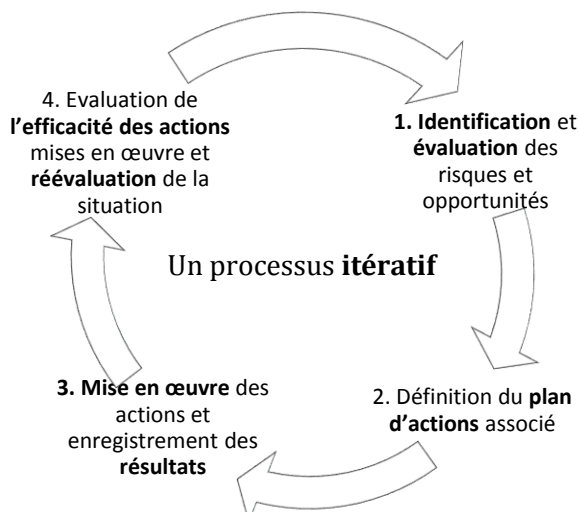 4. Evaluation de
l’efficacité des actions
mises en œuvre et
réévaluation de la
situation
1. Identification et
évaluation des
risques et
opportunités
Un processus itératif
3. Mise en œuvre des
actions et
enregistrement des
résultats
2. Définition du plan
d’actions associé